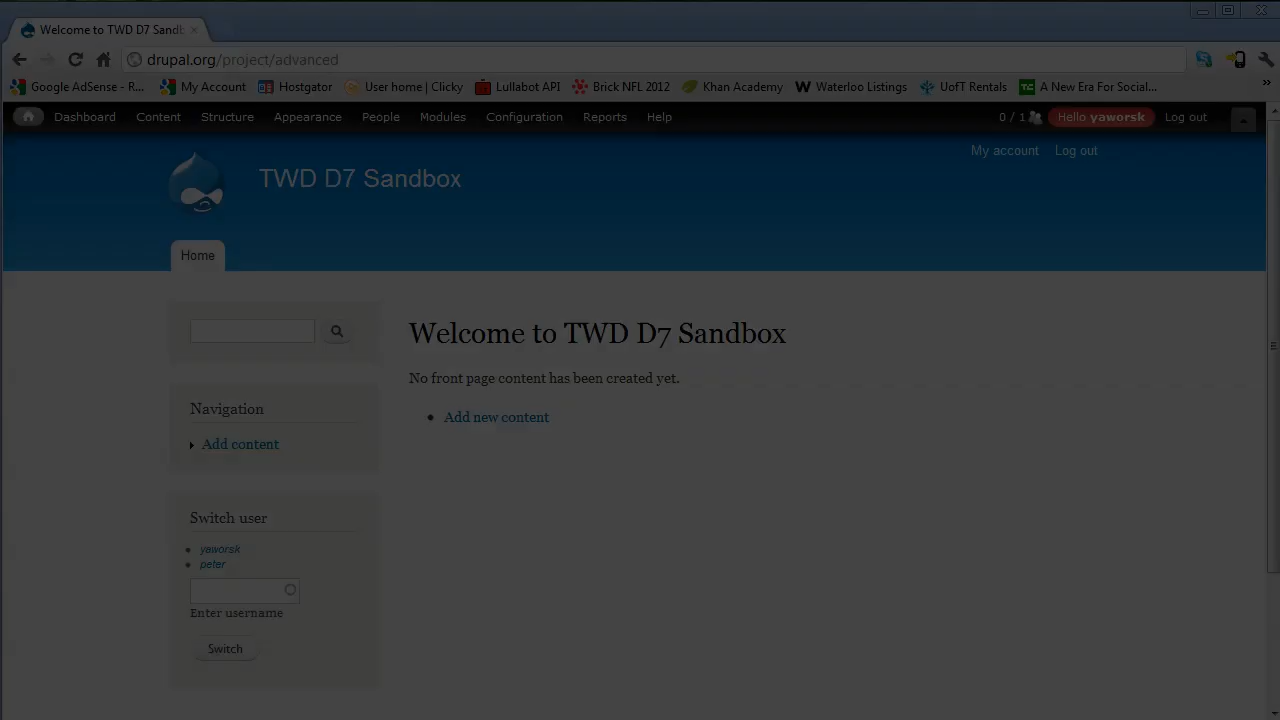 Welcome to TWD D7 Sandb
drupal.org/project/advanced
Google AdSense - R... My Account Hostgator User home | Clicky Lullabot API Brick NFL 2012 Khan Academy Waterloo Listings UofT Rentals A New Era For Social... »
Dashboard Content Structure Appearance People Modules Configuration Reports Help 0 / 1 Hello yaworsk Log out
My account Log out
TWD D7 Sandbox
Home
Welcome to TWD D7 Sandbox
No front page content has been created yet.
Add new content
Navigation
Add content
Switch user
yaworsk
peter
Enter username
Switch